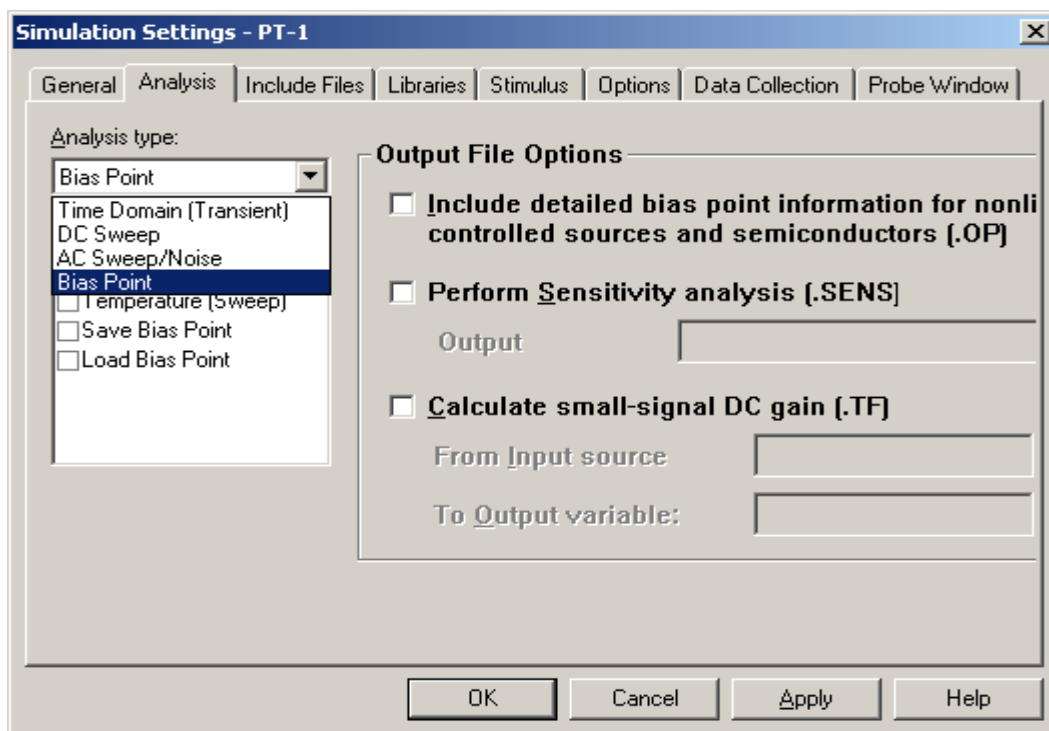 Simulation Settings - PT-1
General Analysis Include Files Libraries Stimulus Options Data Collection Probe Window
Analysis type:
Bias Point
Time Domain (Transient)
DC Sweep
AC Sweep/Noise
Bias Point
Temperature (Sweep)
Save Bias Point
Load Bias Point
Output File Options
Include detailed bias point information for nonli
controlled sources and semiconductors (.OP)
Perform Sensitivity analysis (.SENS)
Output
Calculate small-signal DC gain (.TF)
From Input source
To Output variable:
OK Cancel Apply Help